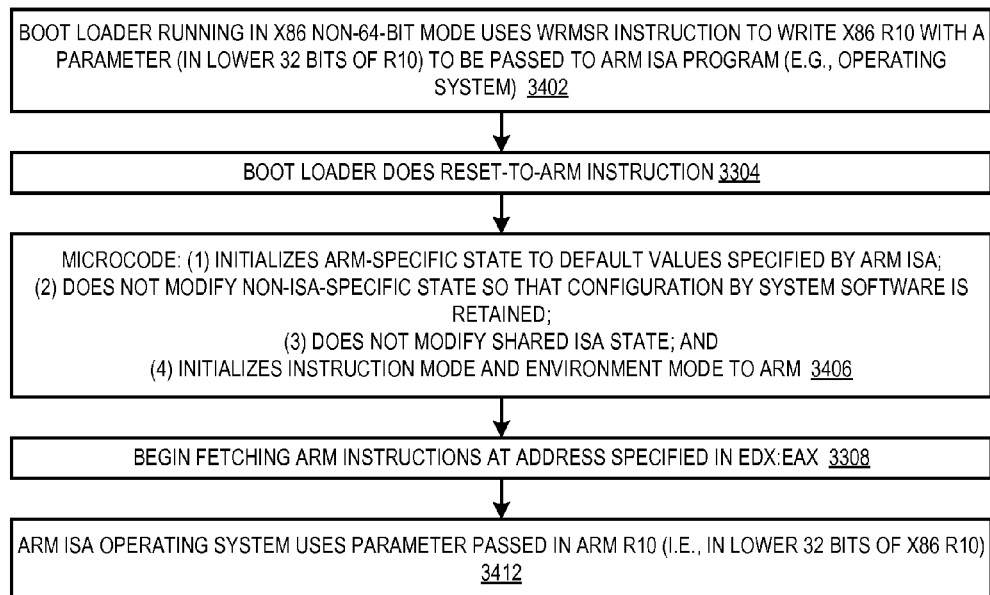 BOOT LOADER RUNNING IN X86 NON-64-BIT MODE USES WRMSR INSTRUCTION TO WRITE X86 R10 WITH A
PARAMETER (IN LOWER 32 BITS OF R10) TO BE PASSED TO ARM ISA PROGRAM (E.G., OPERATING
SYSTEM) 3402
BOOT LOADER DOES RESET-TO-ARM INSTRUCTION 3304
MICROCODE: (1) INITIALIZES ARM-SPECIFIC STATE TO DEFAULT VALUES SPECIFIED BY ARM ISA;
(2) DOES NOT MODIFY NON-ISA-SPECIFIC STATE SO THAT CONFIGURATION BY SYSTEM SOFTWARE IS
RETAINED;
(3) DOES NOT MODIFY SHARED ISA STATE; AND
(4) INITIALIZES INSTRUCTION MODE AND ENVIRONMENT MODE TO ARM 3406
BEGIN FETCHING ARM INSTRUCTIONS AT ADDRESS SPECIFIED IN EDX:EAX 3308
ARM ISA OPERATING SYSTEM USES PARAMETER PASSED IN ARM R10 (I.E., IN LOWER 32 BITS OF X86 R10)
3412